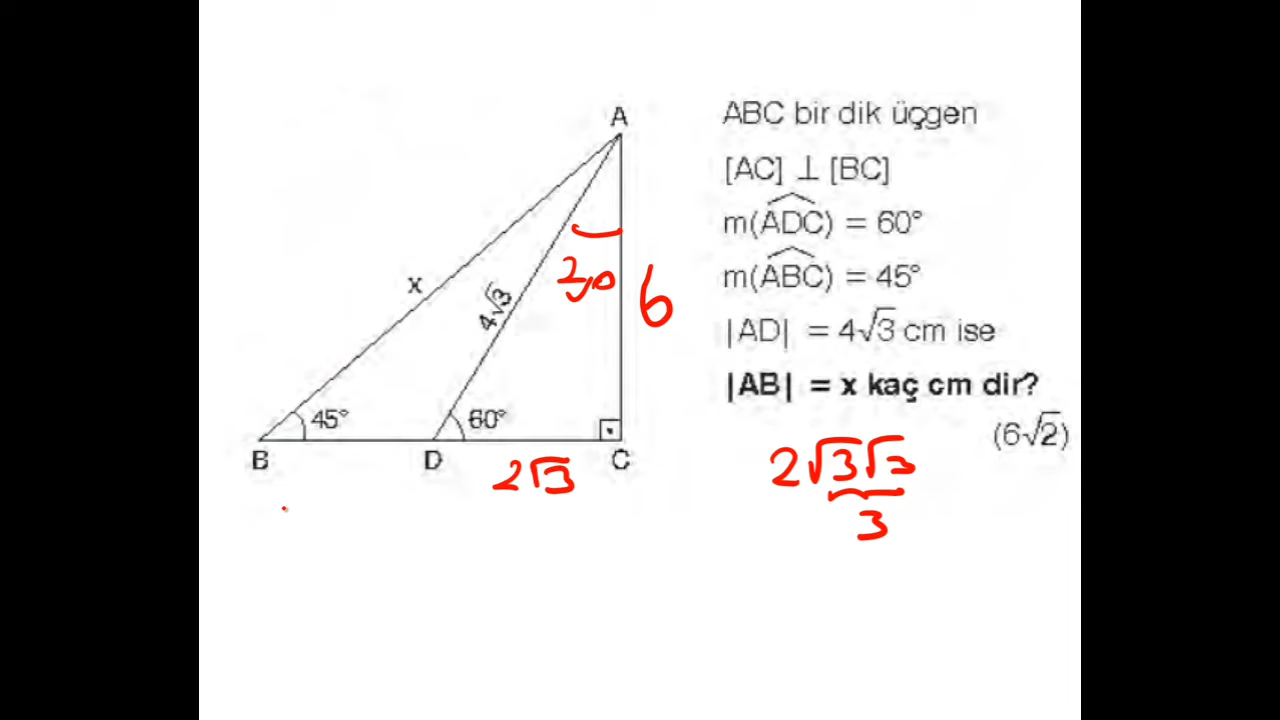 A
ABC bir dik üçgen
[AC] ⊥ [BC]
m(ADC) = 60°
x
4√3
30
6
m(ABC) = 45°
|AD| = 4√3 cm ise
|AB| = x kaç cm dir?
45°
60°
(6√2)
B
D
C
2√3
2√3√3
3